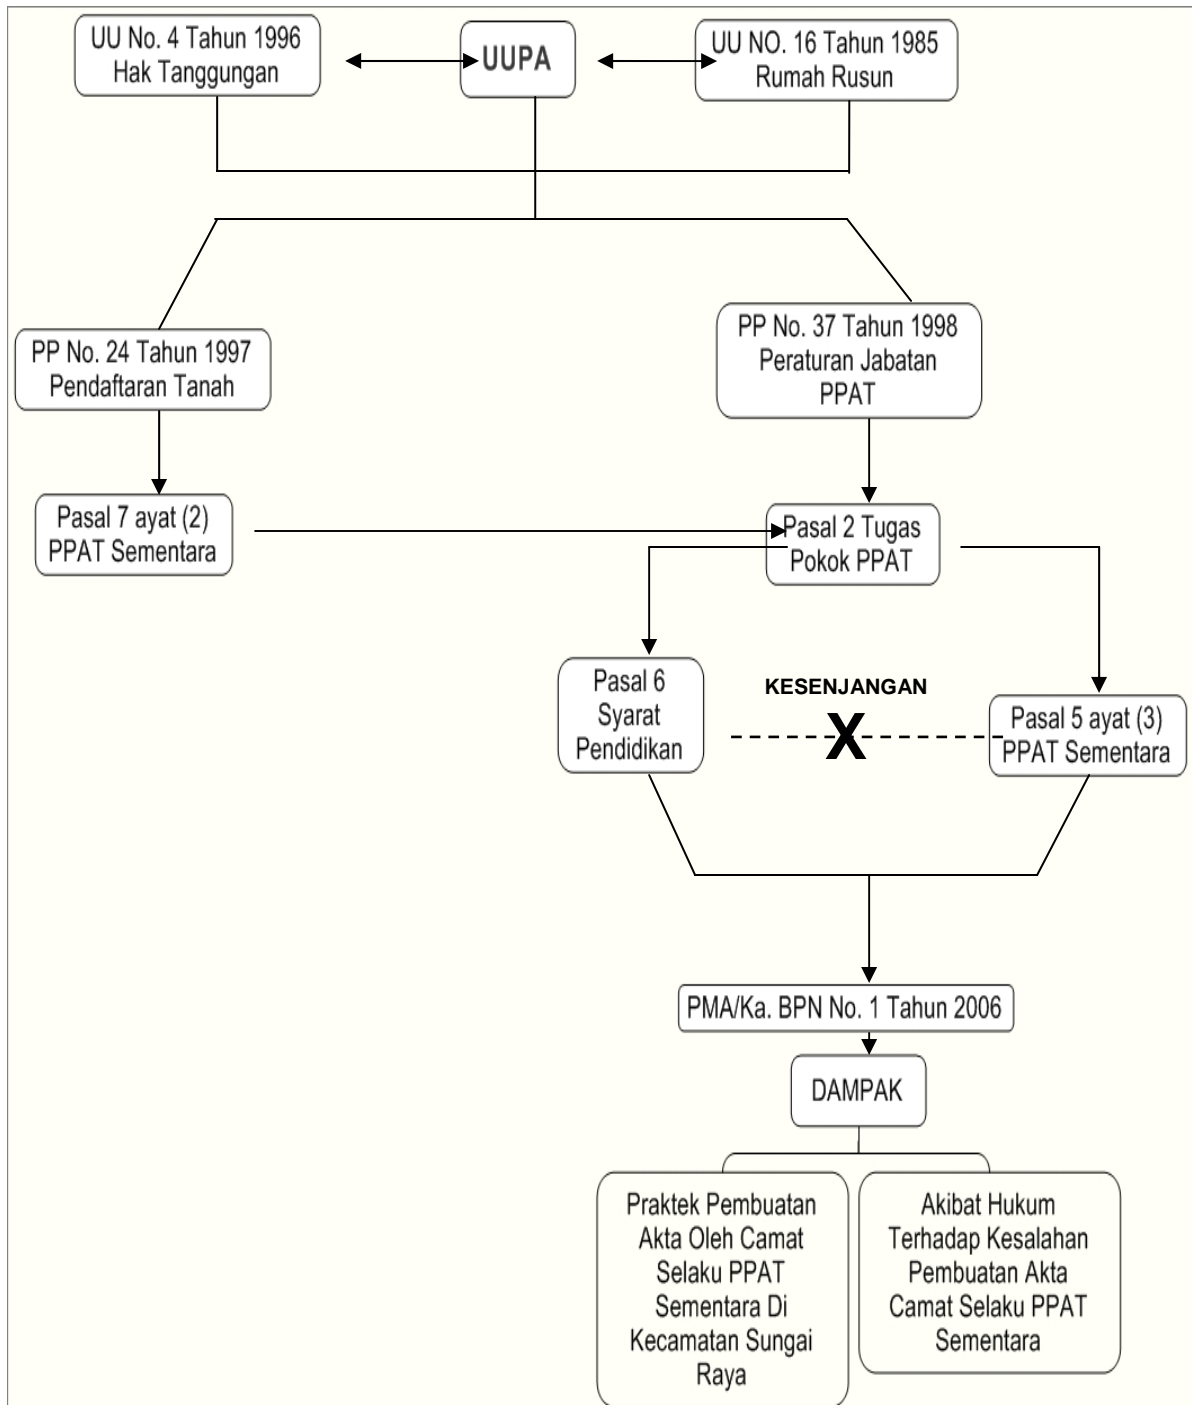 UU No. 4 Tahun 1996
Hak Tanggungan
UUPA
UU NO. 16 Tahun 1985
Rumah Rusun
PP No. 24 Tahun 1997
Pendaftaran Tanah
PP No. 37 Tahun 1998
Peraturan Jabatan
PPAT
Pasal 7 ayat (2)
PPAT Sementara
Pasal 2 Tugas
Pokok PPAT
Pasal 6
Syarat
Pendidikan
KESENJANGAN
X
Pasal 5 ayat (3)
PPAT Sementara
PMA/Ka. BPN No. 1 Tahun 2006
DAMPAK
Praktek Pembuatan
Akta Oleh Camat
Selaku PPAT
Sementara Di
Kecamatan Sungai
Raya
Akibat Hukum
Terhadap Kesalahan
Pembuatan Akta
Camat Selaku PPAT
Sementara